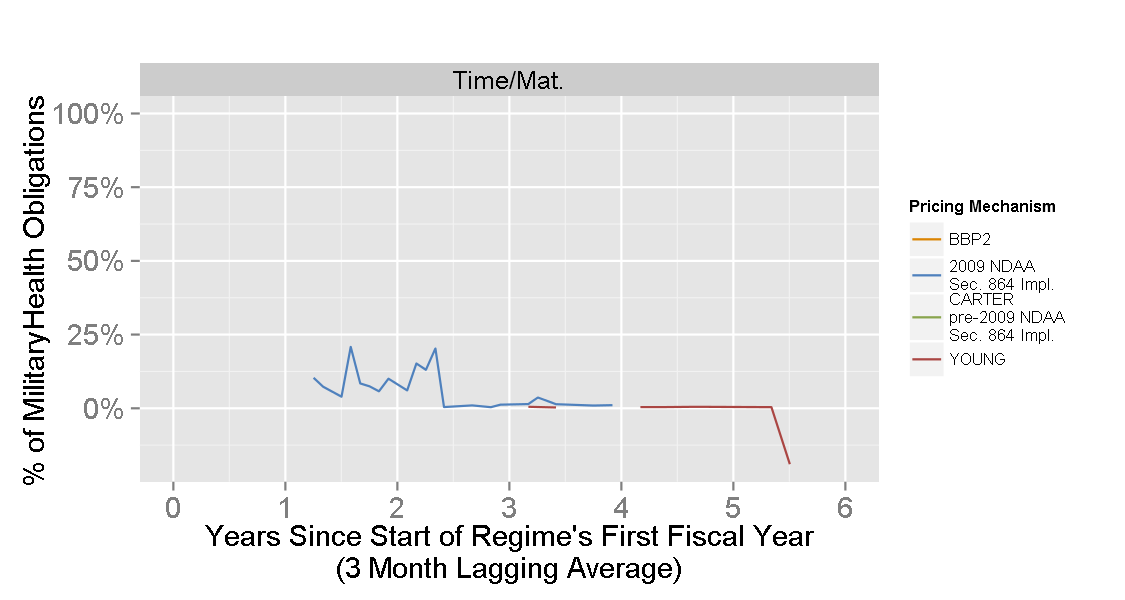 Time/Mat.
% of MilitaryHealth Obligations
100%
75%
50%
25%
0%
0 1 2 3 4 5 6
Years Since Start of Regime's First Fiscal Year
(3 Month Lagging Average)
Pricing Mechanism
BBP2
2009 NDAA
Sec. 864 Impl.
CARTER
pre-2009 NDAA
Sec. 864 Impl.
YOUNG